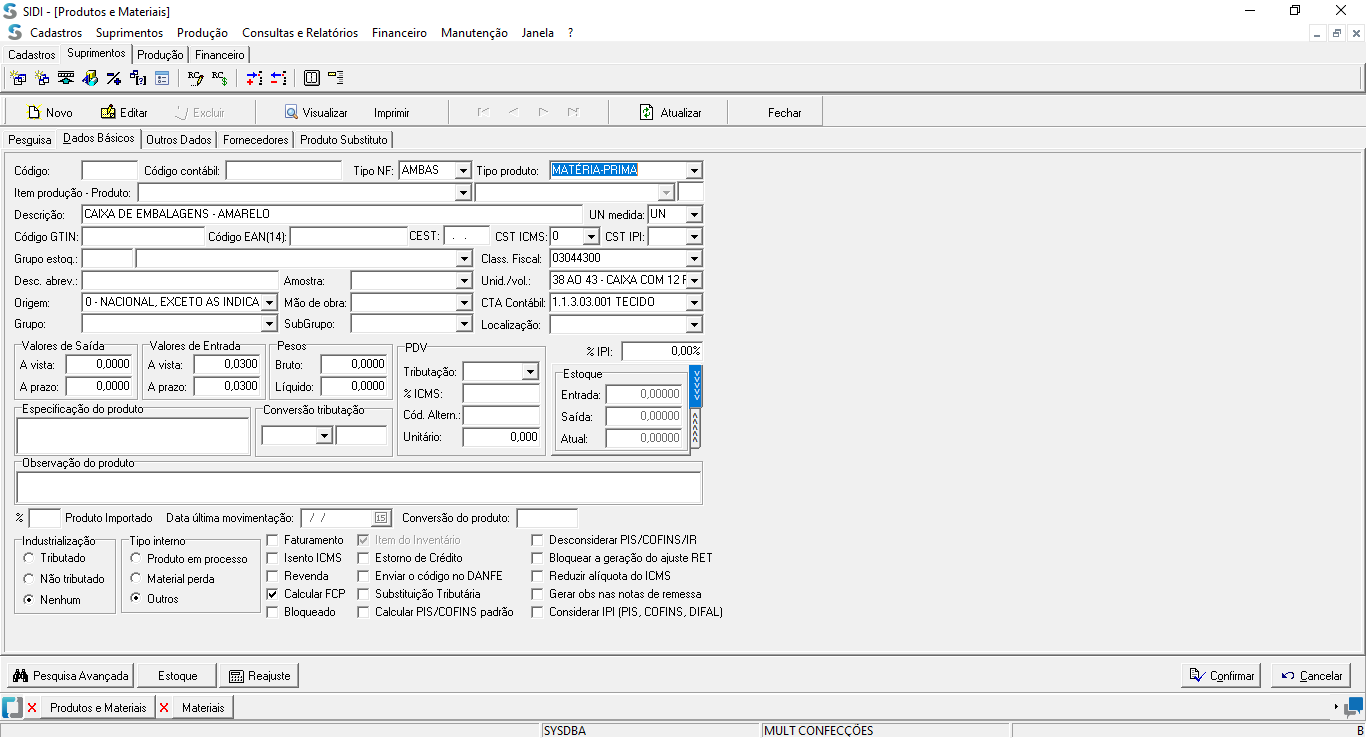 SIDI - [Produtos e Materiais]
Cadastros Suprimentos Produção Consultas e Relatórios Financeiro Manutenção Janela ?
Cadastros Suprimentos Produção Financeiro
Novo Editar Excluir Visualizar Imprimir Atualizar Fechar
Pesquisa Dados Básicos Outros Dados Fornecedores Produto Substituto
Código: Código contábil: Tipo NF: AMBAS Tipo produto: MATÉRIA-PRIMA
Item produção - Produto:
Descrição: CAIXA DE EMBALAGENS - AMARELO UN medida: UN
Código GTIN: Código EAN(14): CEST: . . CST ICMS: 0 CST IPI:
Grupo estoq.: Class. Fiscal: 03044300
Desc. abrev.: Amostra: Unid./vol.: 38 AO 43 - CAIXA COM 12 F
Origem: 0 - NACIONAL, EXCETO AS INDICA Mão de obra: CTA Contábil: 1.1.3.03.001 TECIDO
Grupo: SubGrupo: Localização:
Valores de Saída Valores de Entrada Pesos PDV % IPI: 0,00%
A vista: 0,0000 A vista: 0,0300 Bruto: 0,0000 Tributação: Estoque
A prazo: 0,0000 A prazo: 0,0300 Líquido: 0,0000 % ICMS: Entrada: 0,00000
Especificação do produto Conversão tributação Cód. Altern.: Saída: 0,00000
Unitário: 0,000 Atual: 0,00000
Observação do produto
% Produto Importado Data última movimentação: / / 15 Conversão do produto:
Industrialização Tipo interno Faturamento Item do Inventário Desconsiderar PIS/COFINS/IR
Tributado Produto em processo Isento ICMS Estorno de Crédito Bloquear a geração do ajuste RET
Não tributado Material perda Revenda Enviar o código no DANFE Reduzir alíquota do ICMS
Nenhum Outros Calcular FCP Substituição Tributária Gerar obs nas notas de remessa
Bloqueado Calcular PIS/COFINS padrão Considerar IPI (PIS, COFINS, DIFAL)
Pesquisa Avançada Estoque Reajuste Confirmar Cancelar
Produtos e Materiais Materiais
SYSDBA MULT CONFECÇÕES B